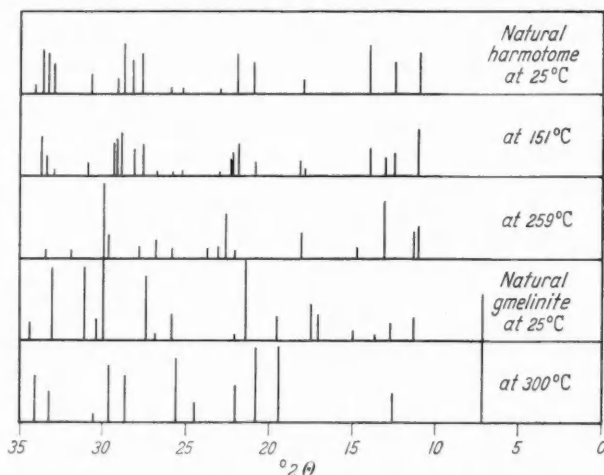 Natural
harmotome
at 25°C
at 151°C
at 259°C
Natural
gmelinite
at 25°C
at 300°C
35 30 25 20 15 10 5 0
°2Θ